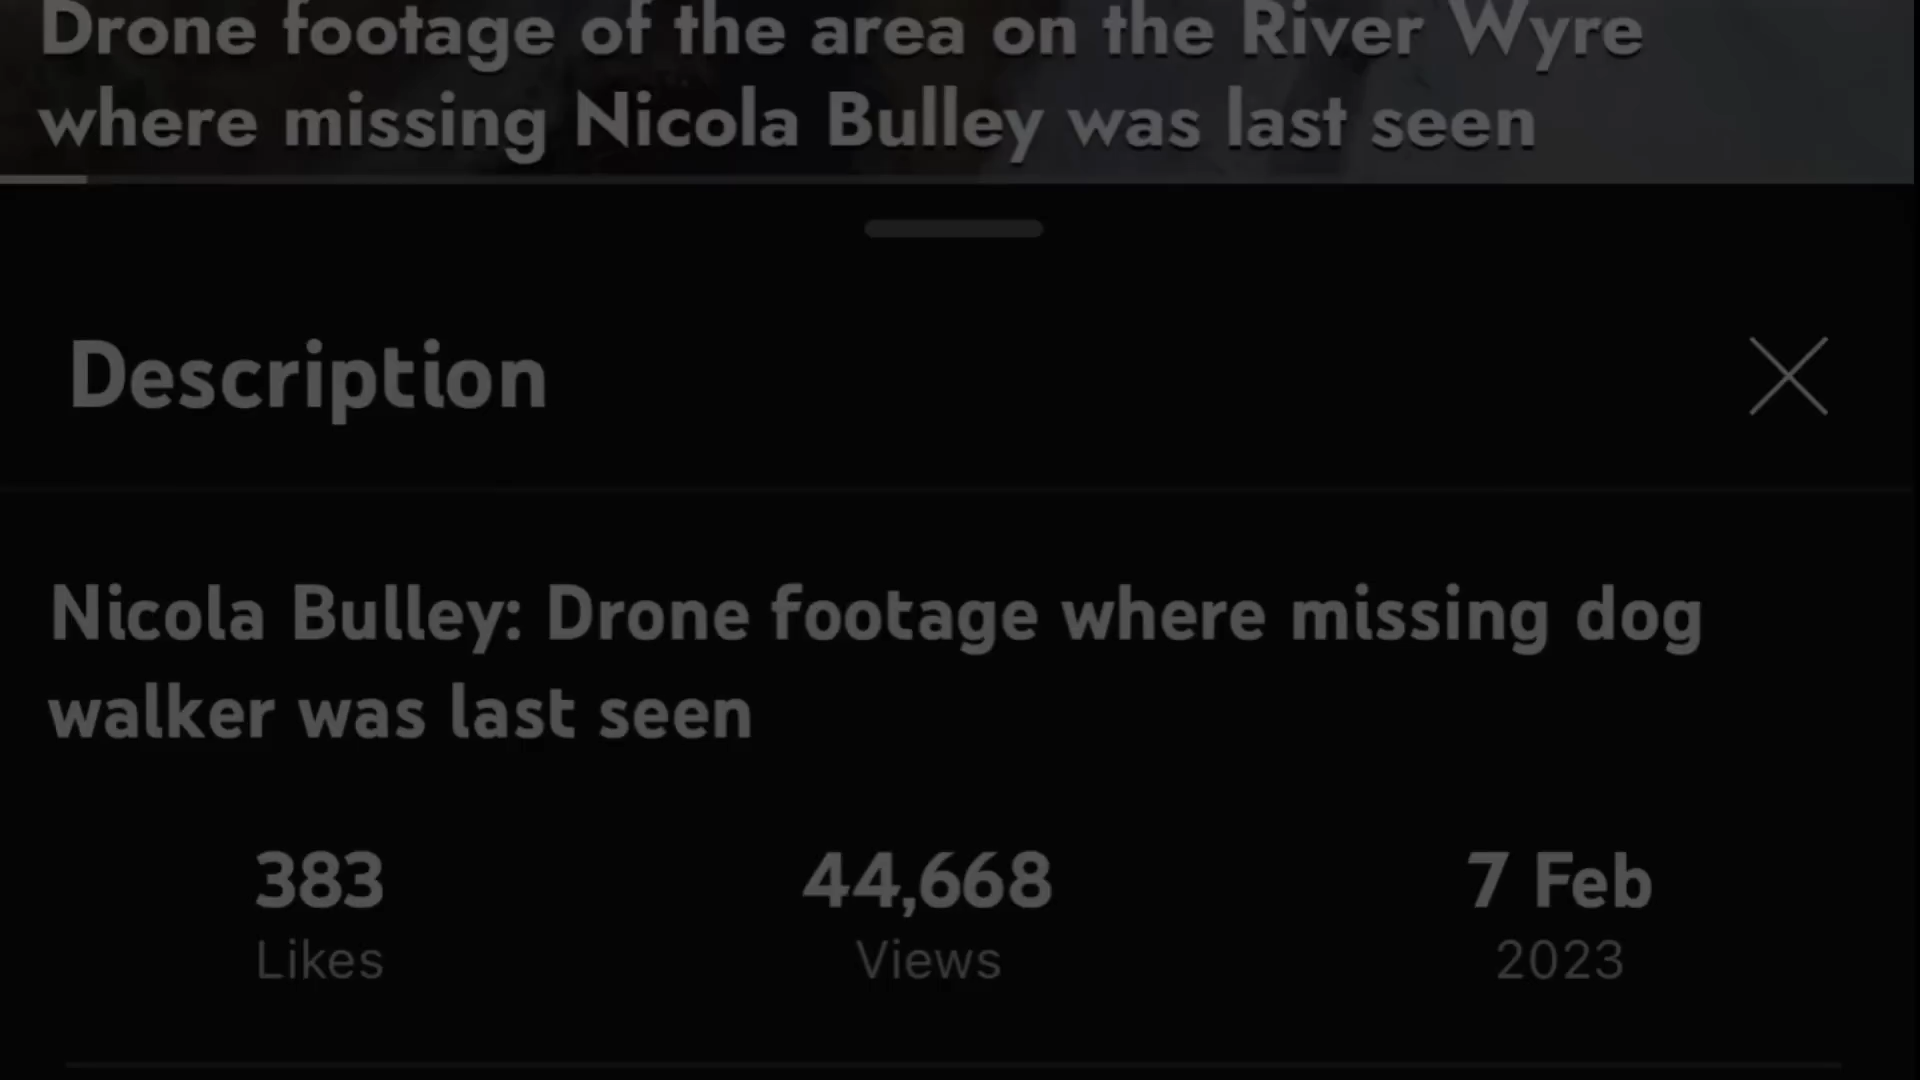 Drone footage of the area on the River Wyre
where missing Nicola Bulley was last seen
Description
Nicola Bulley: Drone footage where missing dog
walker was last seen
383
Likes
44,668
Views
7 Feb
2023